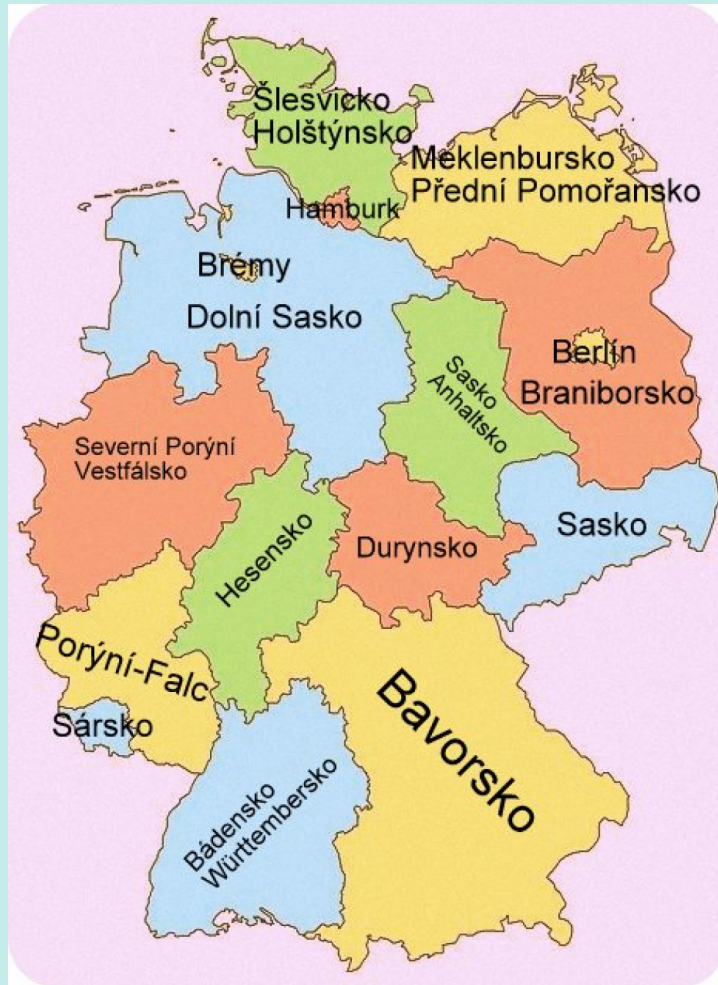 Šlesvicko
Holštýnsko
Meklenbursko
Přední Pomořansko
Hamburk
Brémy
Dolní Sasko
Berlín
Braniborsko
Sasko
Anhaltsko
Severní Porýní
Vestfálsko
Sasko
Hesensko
Durynsko
Porýní-Falc
Sársko
Bavorsko
Bádensko
Württembersko